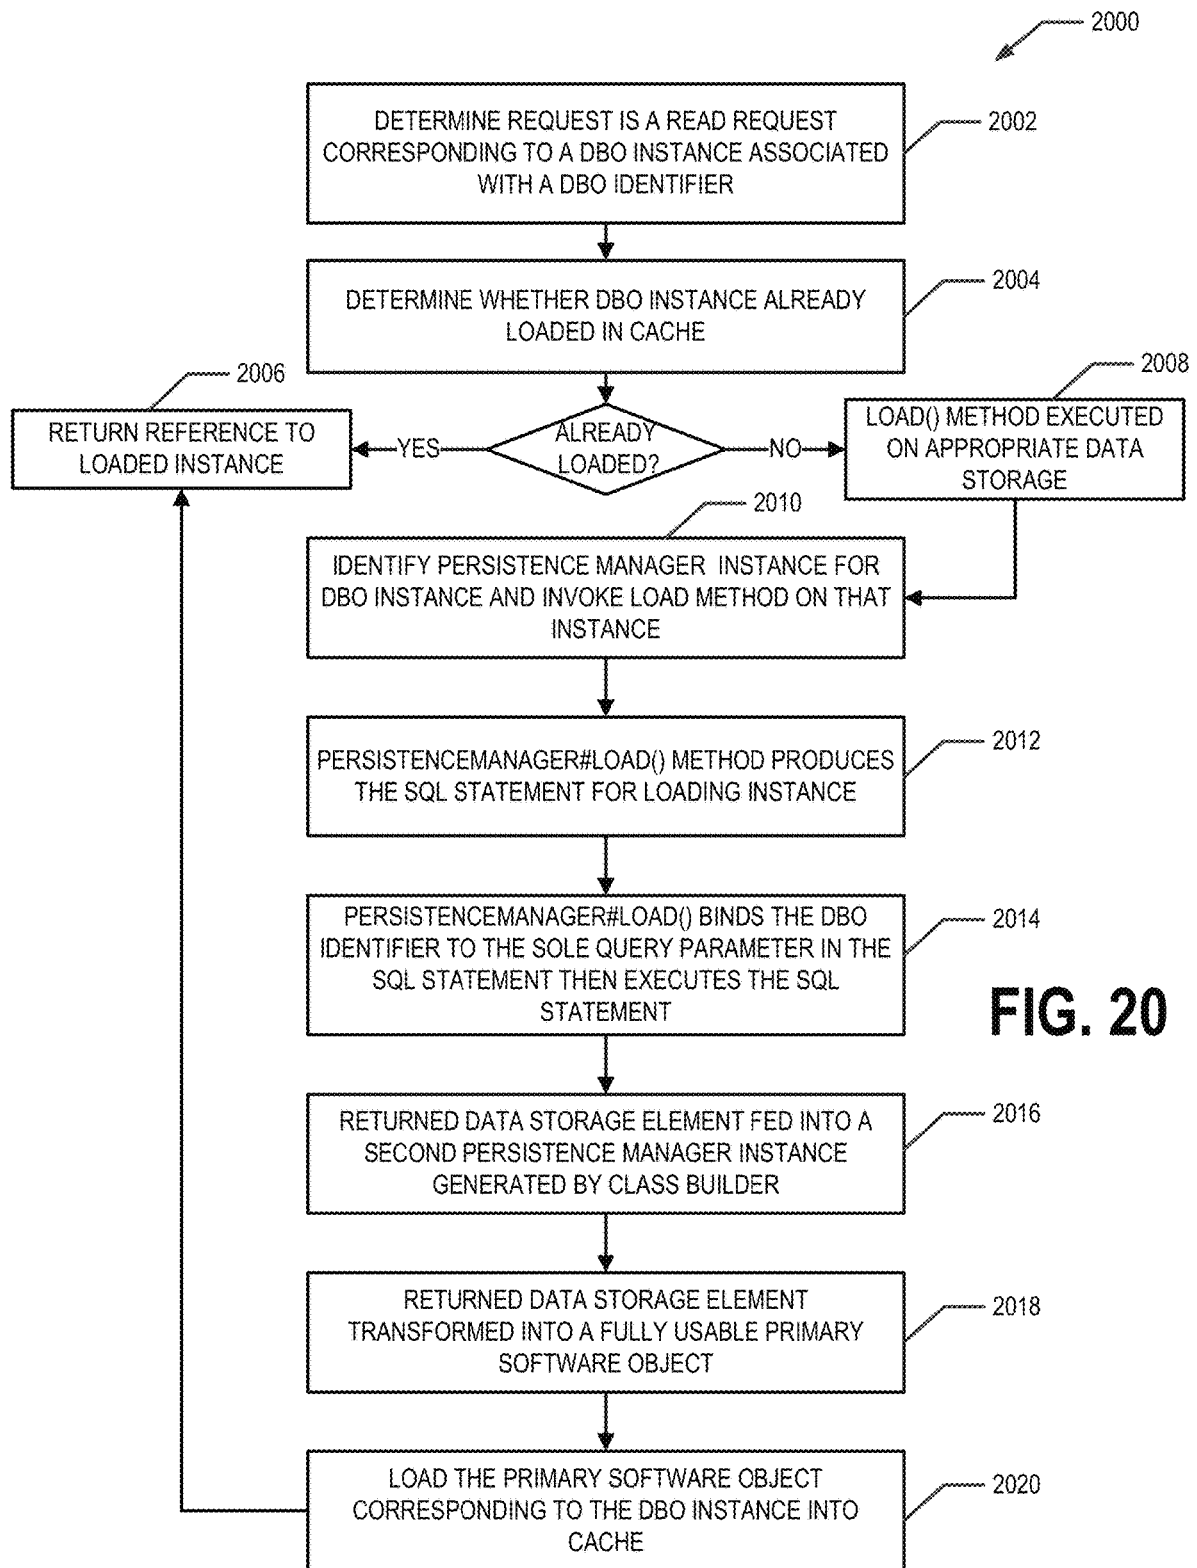 2000
DETERMINE REQUEST IS A READ REQUEST
CORRESPONDING TO A DBO INSTANCE ASSOCIATED
WITH A DBO IDENTIFIER
2002
DETERMINE WHETHER DBO INSTANCE ALREADY
LOADED IN CACHE
2004
2006
RETURN REFERENCE TO
LOADED INSTANCE
YES
ALREADY
LOADED?
NO
2008
LOAD() METHOD EXECUTED
ON APPROPRIATE DATA
STORAGE
2010
IDENTIFY PERSISTENCE MANAGER INSTANCE FOR
DBO INSTANCE AND INVOKE LOAD METHOD ON THAT
INSTANCE
PERSISTENCEMANAGER#LOAD() METHOD PRODUCES
THE SQL STATEMENT FOR LOADING INSTANCE
2012
PERSISTENCEMANAGER#LOAD() BINDS THE DBO
IDENTIFIER TO THE SOLE QUERY PARAMETER IN THE
SQL STATEMENT THEN EXECUTES THE SQL
STATEMENT
2014
FIG. 20
RETURNED DATA STORAGE ELEMENT FED INTO A
SECOND PERSISTENCE MANAGER INSTANCE
GENERATED BY CLASS BUILDER
2016
RETURNED DATA STORAGE ELEMENT
TRANSFORMED INTO A FULLY USABLE PRIMARY
SOFTWARE OBJECT
2018
LOAD THE PRIMARY SOFTWARE OBJECT
CORRESPONDING TO THE DBO INSTANCE INTO
CACHE
2020